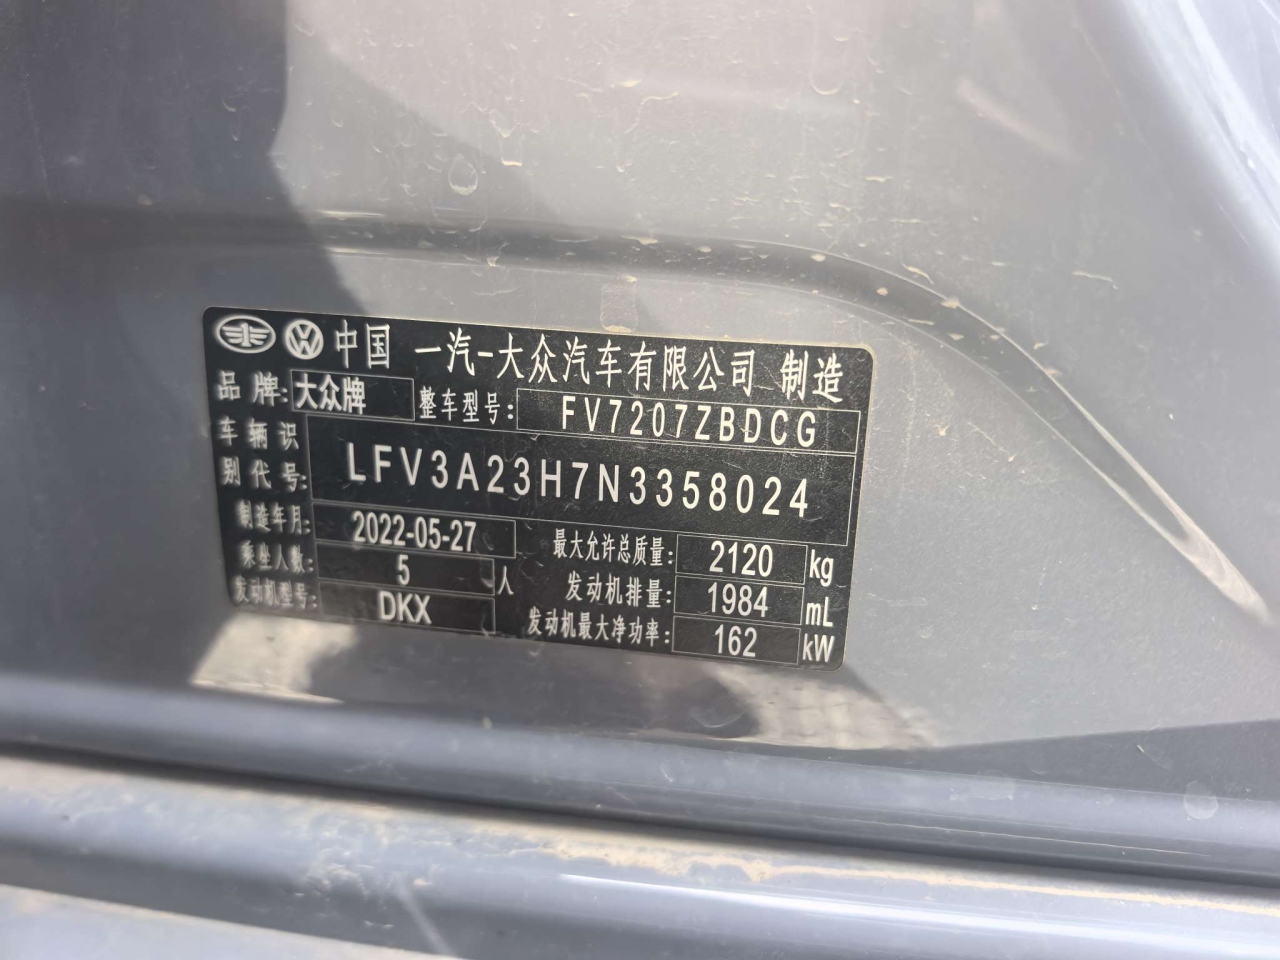 中国 一汽-大众汽车有限公司 制造
品牌: 大众牌 整车型号: FV7207ZBDCG
车辆识别代号: LFV3A23H7N3358024
制造年月: 2022-05-27 最大允许总质量: 2120 kg
乘坐人数: 5 人 发动机排量: 1984 mL
发动机型号: DKX 发动机最大净功率: 162 kW